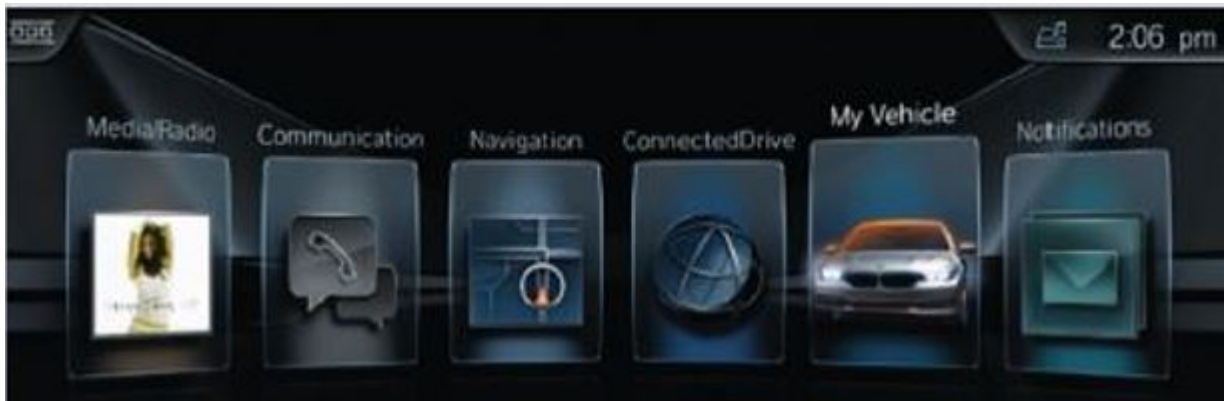 2:06 pm
Media/Radio
Communication
Navigation
ConnectedDrive
My Vehicle
Notifications